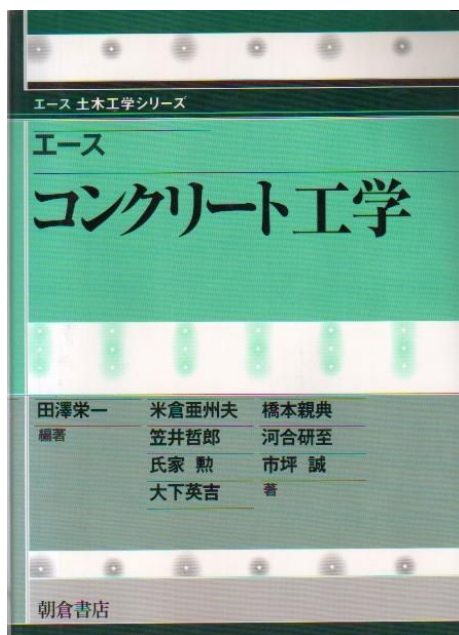 エース 土木工学シリーズ
エース
コンクリート工学
田澤栄一 米倉亜州夫 橋本親典
編著 笠井哲郎 河合研至
氏家 勲 市坪 誠
大下英吉 著
朝倉書店